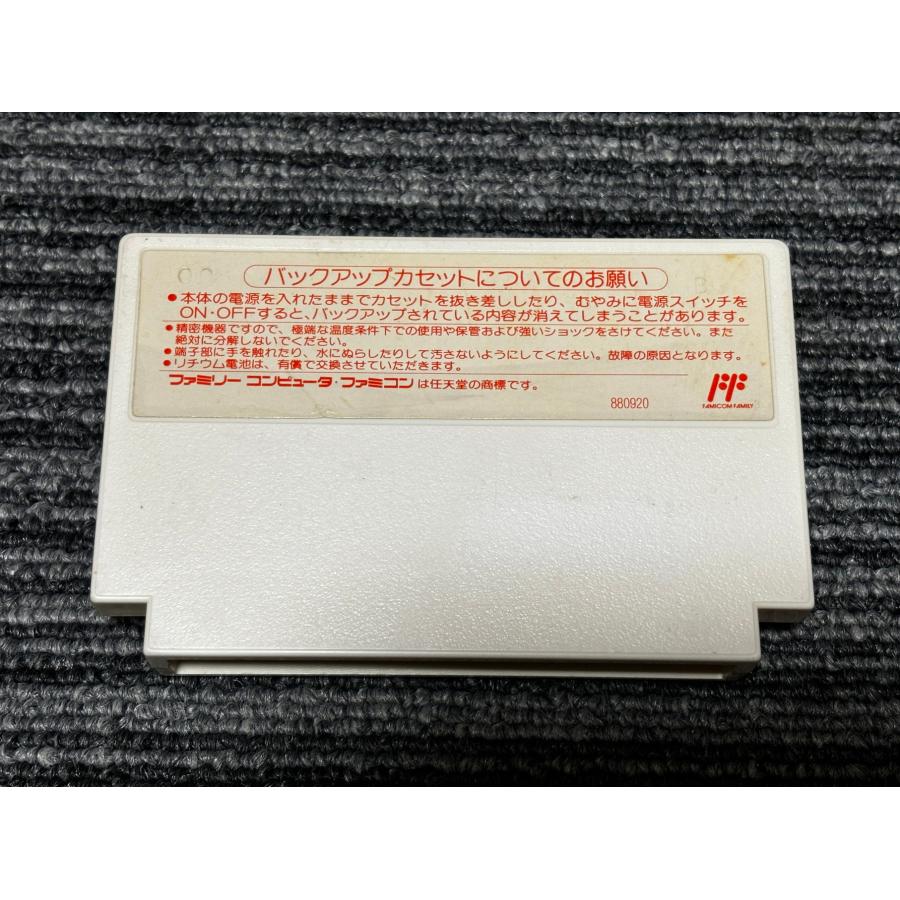 バックアップカセットについてのお願い
●本体の電源を入れたままでカセットを抜き差ししたり、むやみに電源スイッチを
ON・OFFすると、バックアップされている内容が消えてしまうことがあります。
●精密機器ですので、極端な温度条件下での使用や保管および強いショックをさけてください。また
絶対に分解しないでください。
●端子部に手を触れたり、水にぬらしたりして汚さないようにしてください。故障の原因となります。
●リチウム電池は、有償で交換させていただきます。
ファミリー コンピュータ・ファミコンは任天堂の商標です。
880920
FAMICOM FAMILY